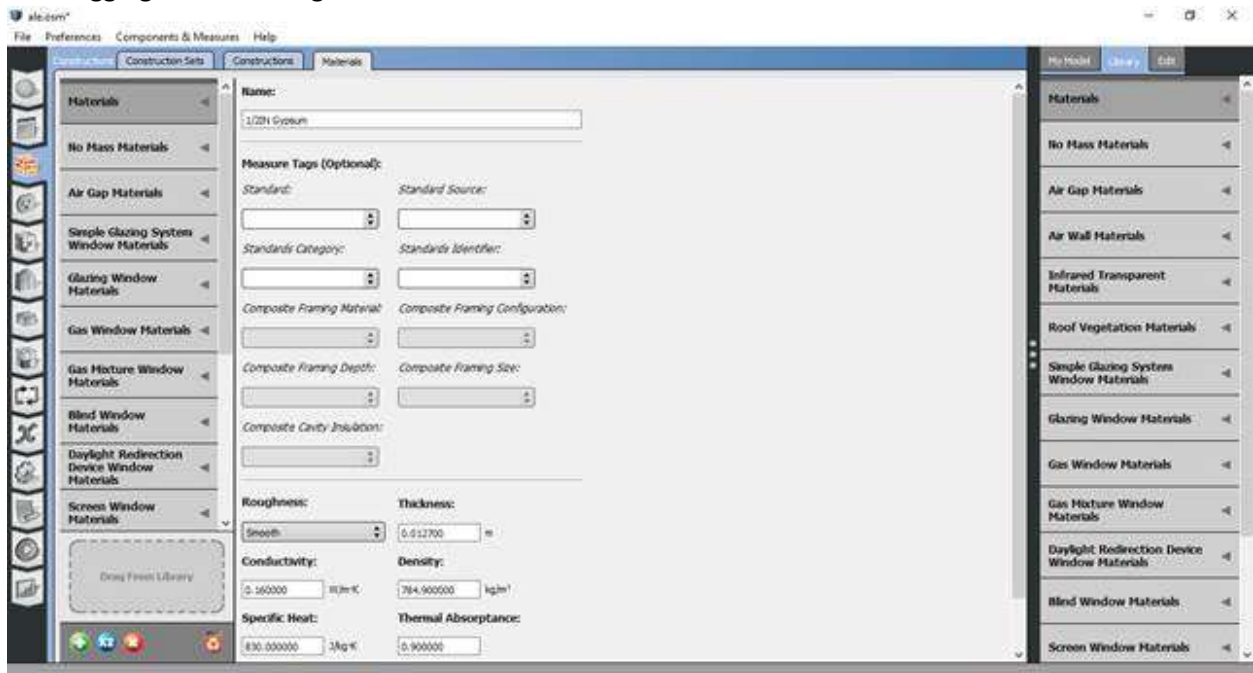 ale.osm*
File Preferences Components & Measures Help
Constructions
Construction Sets
Constructions
Materials
My Model
Library
Edit
Materials
No Mass Materials
Air Gap Materials
Simple Glazing System
Window Materials
Glazing Window
Materials
Gas Window Materials
Gas Mixture Window
Materials
Blind Window
Materials
Daylight Redirection
Device Window
Materials
Screen Window
Materials
Drag From Library
Name:
1/2IN Gypsum
Measure Tags (Optional):
Standard: Standard Source:
Standards Category: Standards Identifier:
Composite Framing Material: Composite Framing Configuration:
Composite Framing Depth: Composite Framing Size:
Composite Cavity Insulation:
Roughness: Thickness:
Smooth 0.012700 m
Conductivity: Density:
0.160000 W/m·K 784.900000 kg/m³
Specific Heat: Thermal Absorptance:
830.000000 J/kg·K 0.900000
Materials
No Mass Materials
Air Gap Materials
Air Wall Materials
Infrared Transparent
Materials
Roof Vegetation Materials
Simple Glazing System
Window Materials
Glazing Window Materials
Gas Window Materials
Gas Mixture Window
Materials
Daylight Redirection Device
Window Materials
Blind Window Materials
Screen Window Materials